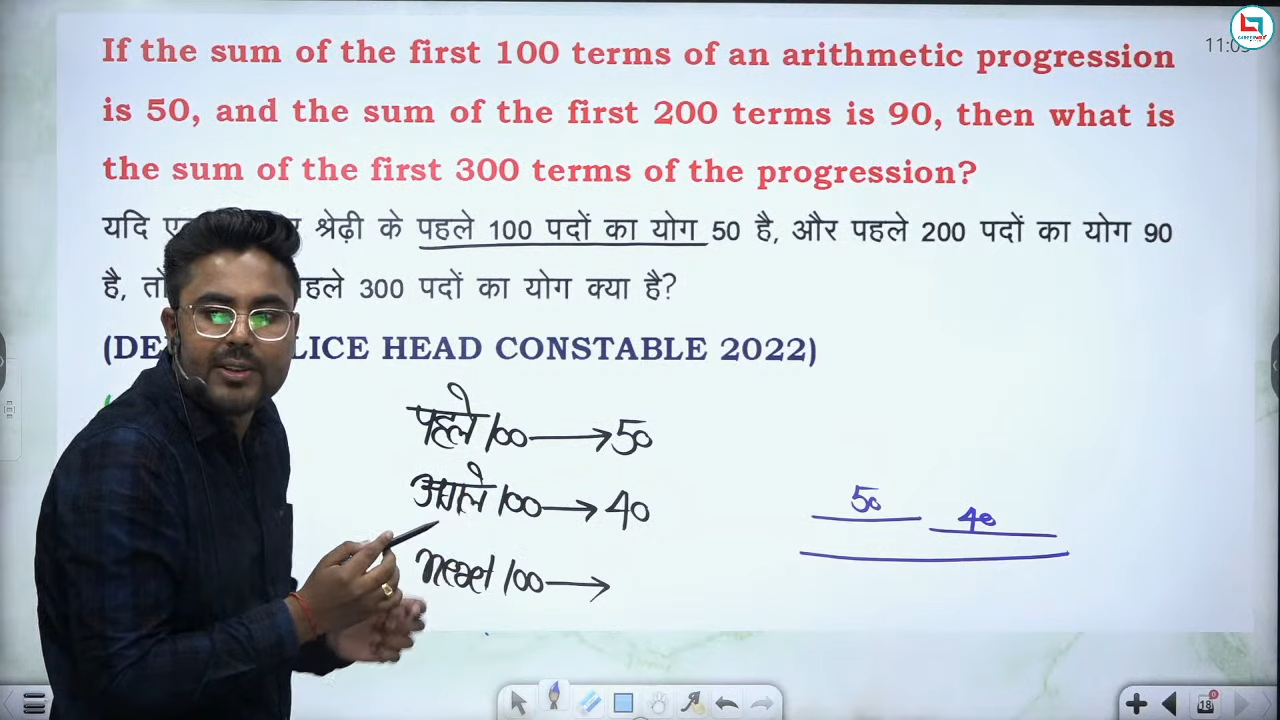 If the sum of the first 100 terms of an arithmetic progression
is 50, and the sum of the first 200 terms is 90, then what is
the sum of the first 300 terms of the progression?
यदि श्रेढ़ी के पहले 100 पदों का योग 50 है, और पहले 200 पदों का योग 90
है, पहले 300 पदों का योग क्या है?
HEAD CONSTABLE 2022)
पहले 100 → 50
अगले 100 → 40
next 100 →
50
40
18